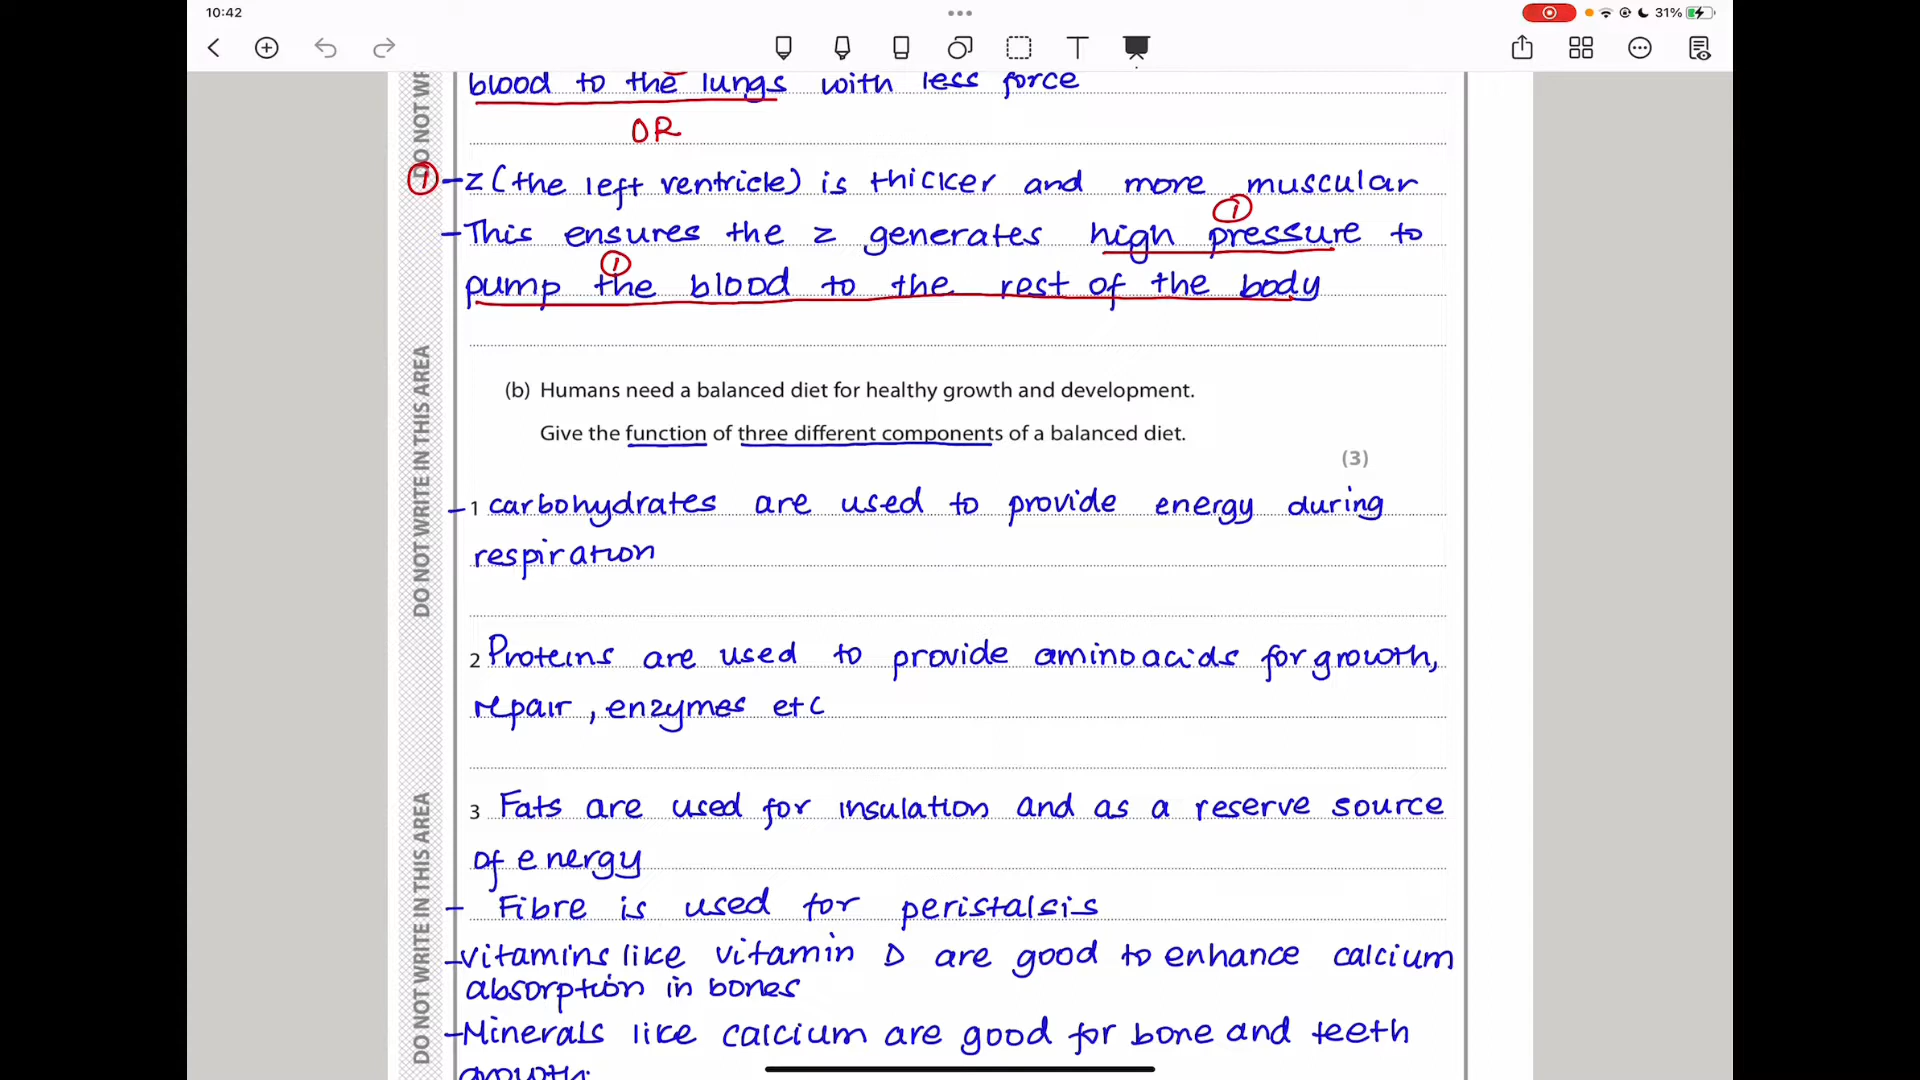 10:42
31%
DO NOT WR
blood to the lungs with less force
OR
① - Z (the left ventricle) is thicker and more muscular
①
- This ensures the z generates high pressure to
①
pump the blood to the rest of the body
DO NOT WRITE IN THIS AREA
(b) Humans need a balanced diet for healthy growth and development.
Give the function of three different components of a balanced diet.
(3)
- 1 carbohydrates are used to provide energy during
respiration
2 Proteins are used to provide amino acids for growth,
repair, enzymes etc
DO NOT WRITE IN THIS AREA
3 Fats are used for insulation and as a reserve source
of energy
- Fibre is used for peristalsis
- vitamins like vitamin D are good to enhance calcium
absorption in bones
- Minerals like calcium are good for bone and teeth
growth.